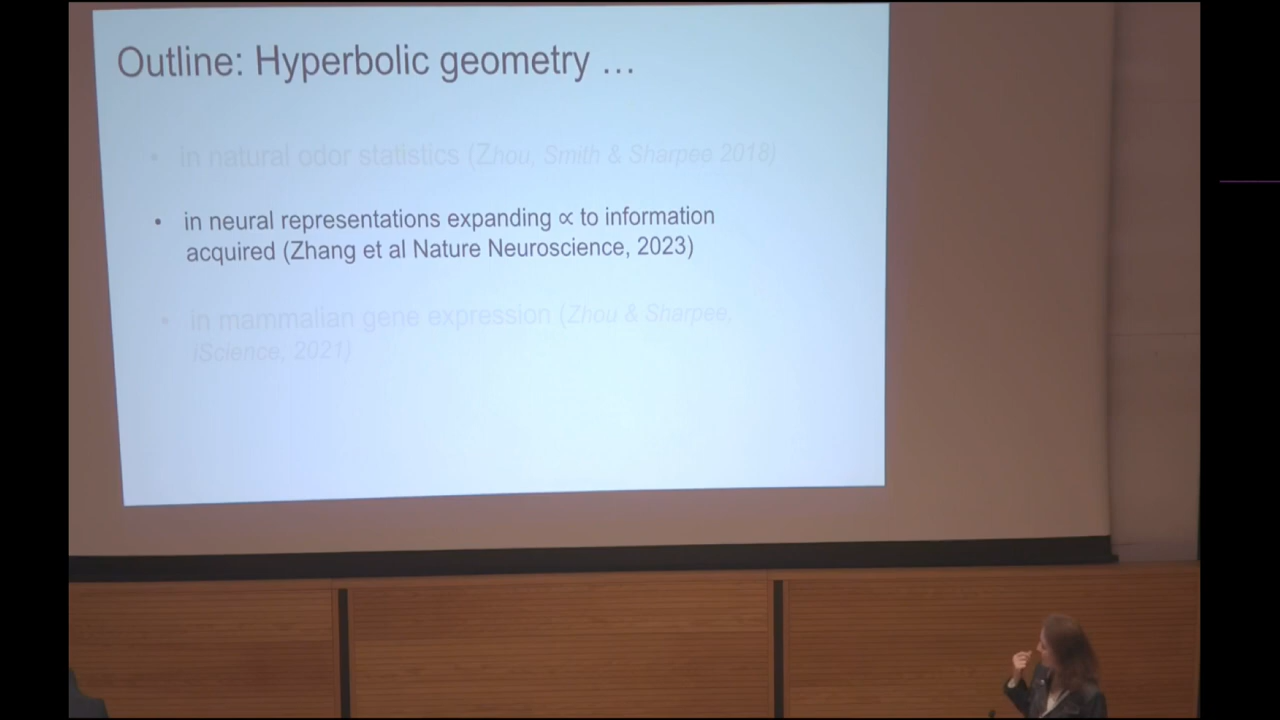 Outline: Hyperbolic geometry …
• in natural odor statistics (Zhou, Smith & Sharpee 2018)
• in neural representations expanding ∝ to information
acquired (Zhang et al Nature Neuroscience, 2023)
• in mammalian gene expression (Zhou & Sharpee,
iScience, 2021)